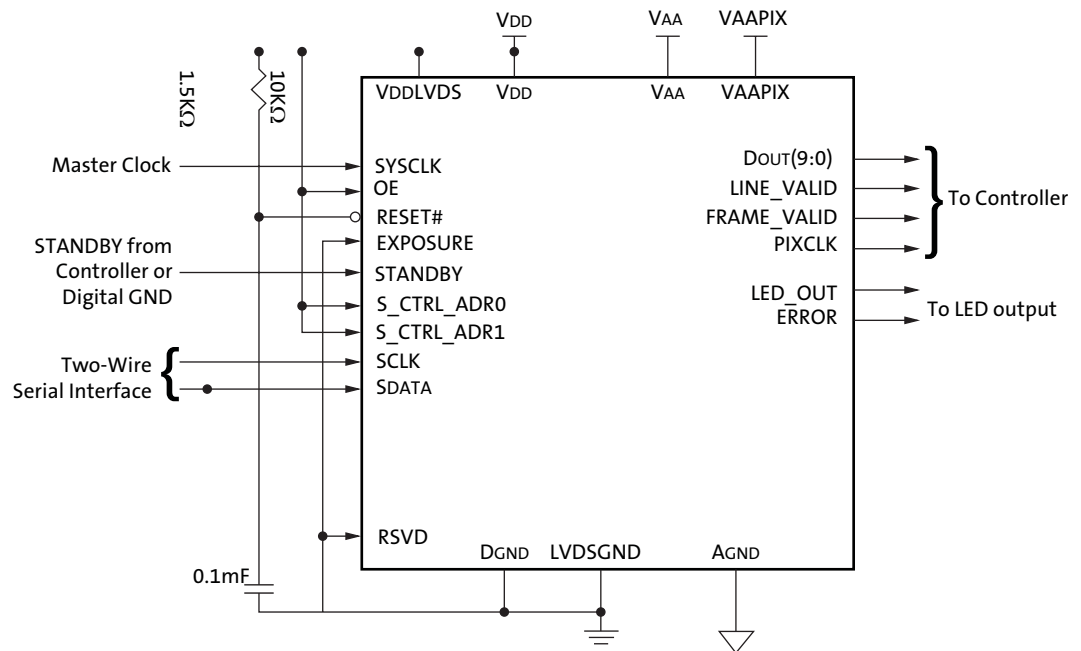 VDD
VAA
VAAPIX
1.5KΩ
10KΩ
VDDLVDS
VDD
VAA
VAAPIX
Master Clock
SYSCLK
OE
RESET#
EXPOSURE
STANDBY from
Controller or
Digital GND
STANDBY
S_CTRL_ADR0
S_CTRL_ADR1
Two-Wire
Serial Interface
SCLK
SDATA
RSVD
DOUT(9:0)
LINE_VALID
FRAME_VALID
PIXCLK
To Controller
LED_OUT
ERROR
To LED output
0.1mF
DGND
LVDSGND
AGND